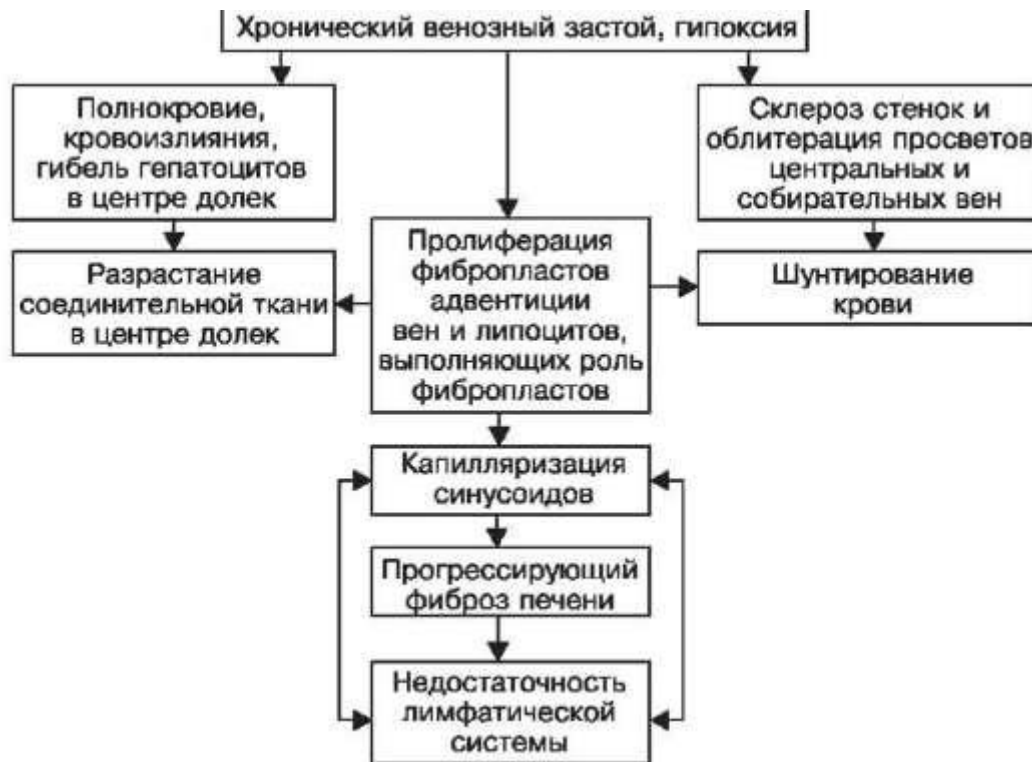 Хронический венозный застой, гипоксия
Полнокровие,
кровоизлияния,
гибель гепатоцитов
в центре долек
Склероз стенок и
облитерация просветов
центральных и
собирательных вен
Разрастание
соединительной ткани
в центре долек
Пролиферация
фибропластов
адвентиции
вен и липоцитов,
выполняющих роль
фибропластов
Шунтирование
крови
Капилляризация
синусоидов
Прогрессирующий
фиброз печени
Недостаточность
лимфатической
системы